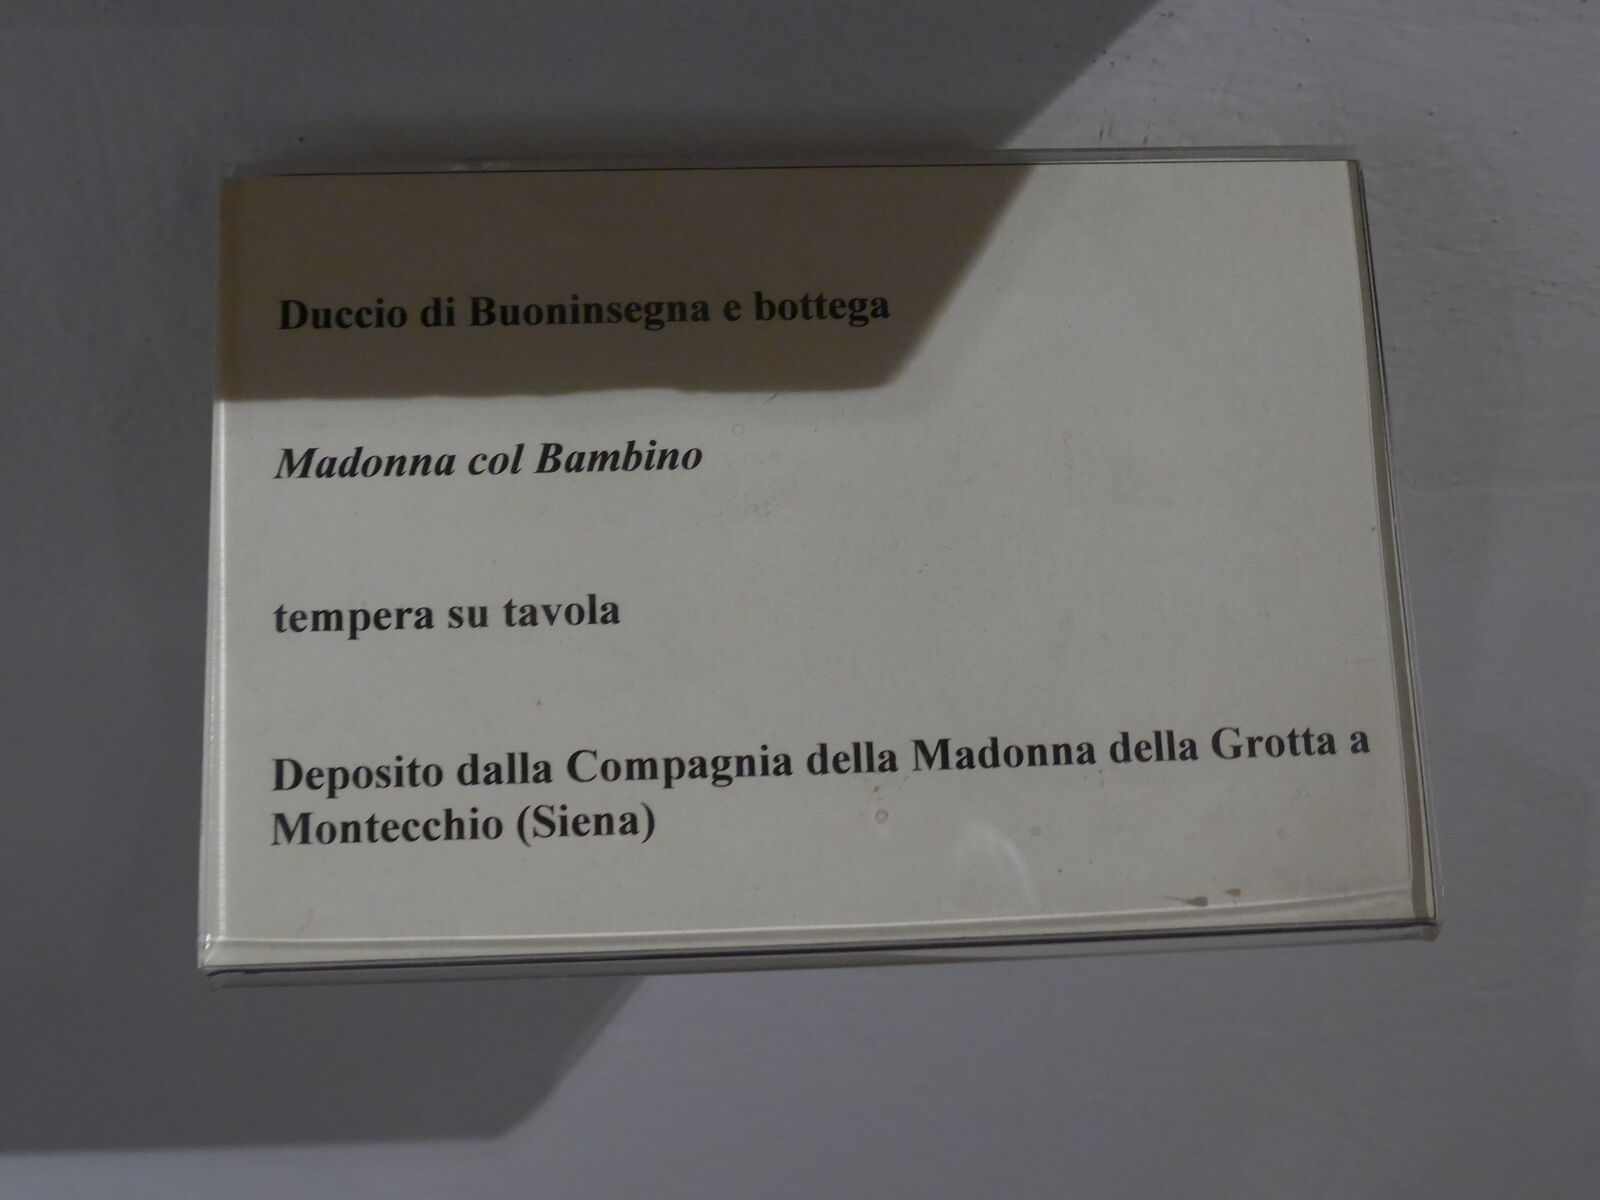 Duccio di Buoninsegna e bottega
Madonna col Bambino
tempera su tavola
Deposito dalla Compagnia della Madonna della Grotta a
Montecchio (Siena)